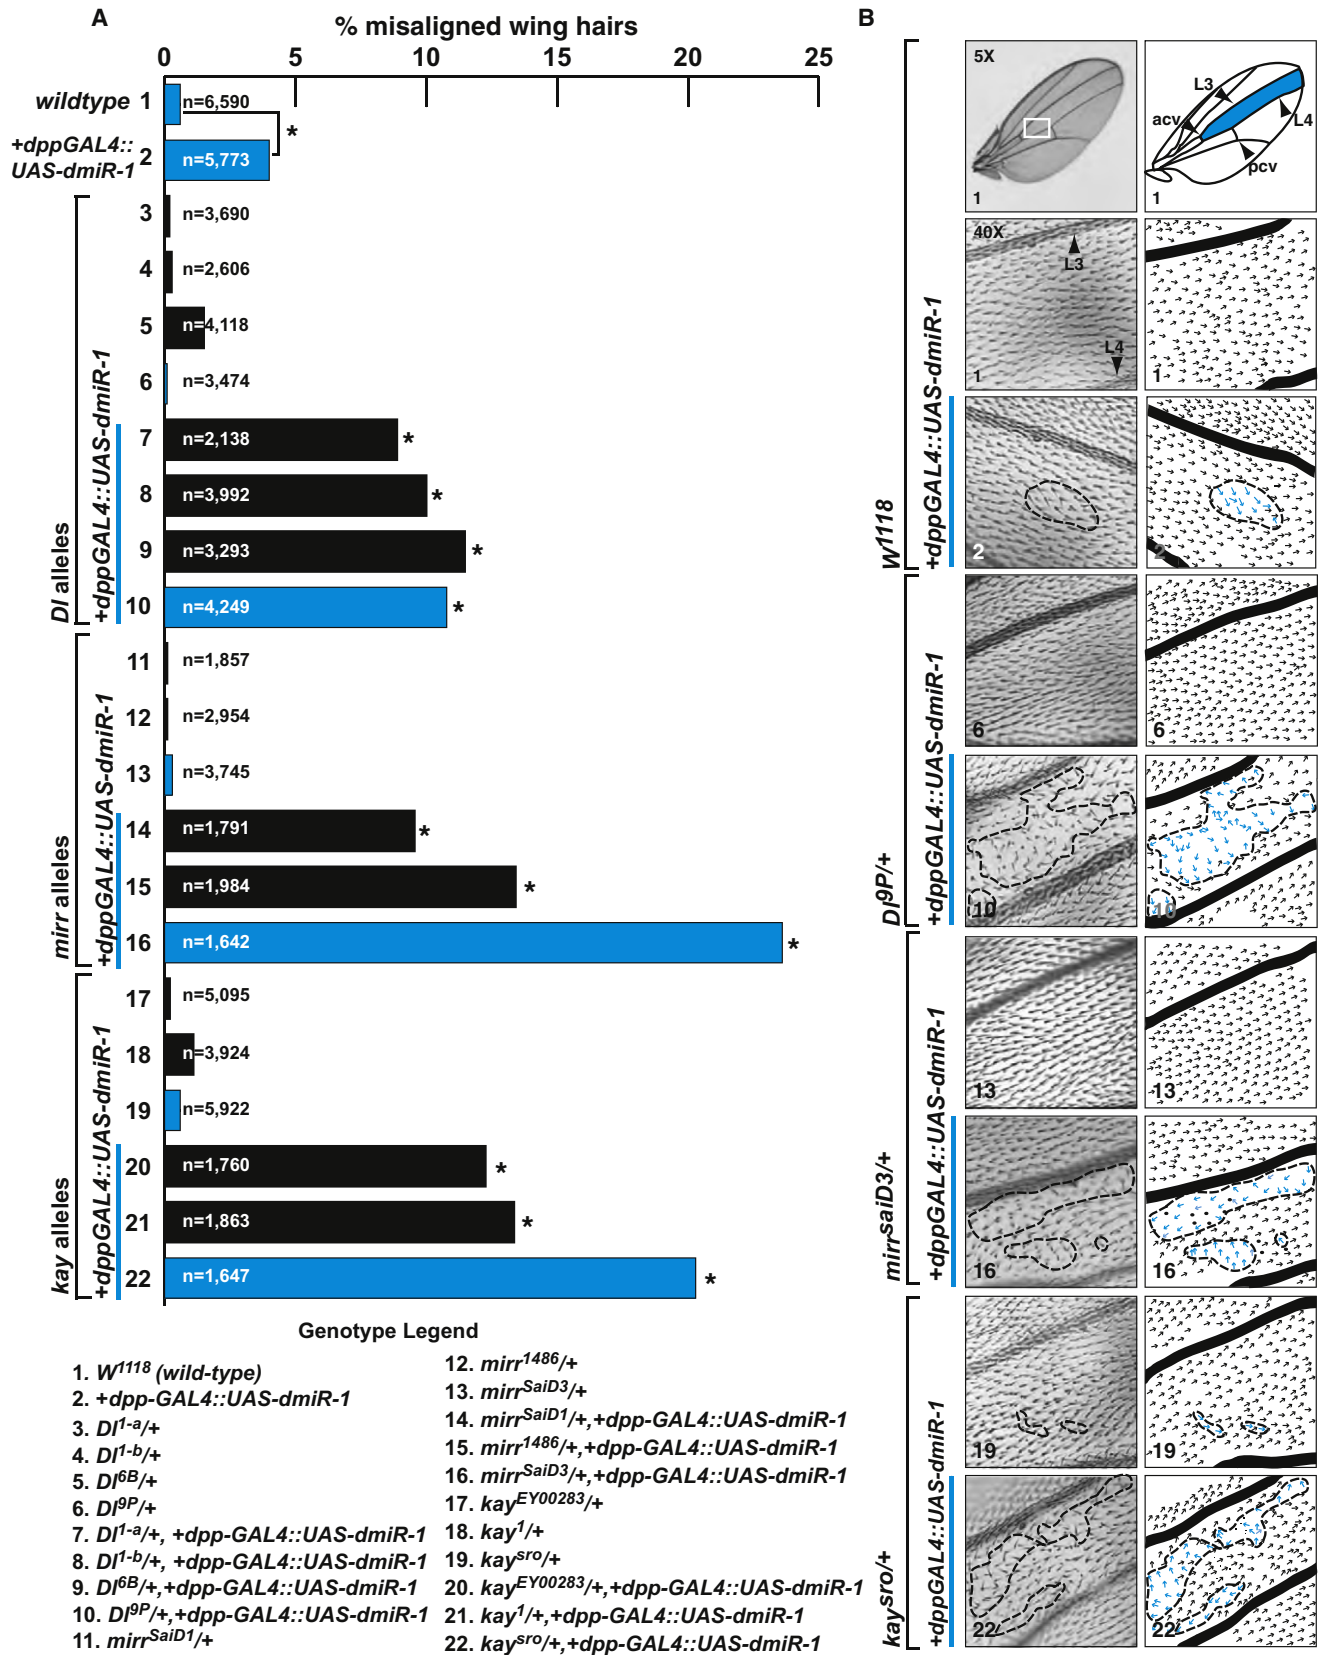 A
% misaligned wing hairs
0 5 10 15 20 25
wildtype 1 n=6,590
*
+dppGAL4::
UAS-dmiR-1 2 n=5,773
3 n=3,690
4 n=2,606
5 n=4,118
6 n=3,474
7 n=2,138 *
8 n=3,992 *
9 n=3,293 *
10 n=4,249 *
Dl alleles
+dppGAL4::UAS-dmiR-1
11 n=1,857
12 n=2,954
13 n=3,745
14 n=1,791 *
15 n=1,984 *
16 n=1,642 *
mirr alleles
+dppGAL4::UAS-dmiR-1
17 n=5,095
18 n=3,924
19 n=5,922
20 n=1,760 *
21 n=1,863 *
22 n=1,647 *
kay alleles
+dppGAL4::UAS-dmiR-1
Genotype Legend
1. W1118 (wild-type)
2. +dpp-GAL4::UAS-dmiR-1
3. Dl1-a/+
4. Dl1-b/+
5. Dl6B/+
6. Dl9P/+
7. Dl1-a/+, +dpp-GAL4::UAS-dmiR-1
8. Dl1-b/+, +dpp-GAL4::UAS-dmiR-1
9. Dl6B/+,+dpp-GAL4::UAS-dmiR-1
10. Dl9P/+,+dpp-GAL4::UAS-dmiR-1
11. mirrSaiD1/+
12. mirr1486/+
13. mirrSaiD3/+
14. mirrSaiD1/+,+dpp-GAL4::UAS-dmiR-1
15. mirr1486/+,+dpp-GAL4::UAS-dmiR-1
16. mirrSaiD3/+,+dpp-GAL4::UAS-dmiR-1
17. kayEY00283/+
18. kay1/+
19. kaysro/+
20. kayEY00283/+,+dpp-GAL4::UAS-dmiR-1
21. kay1/+,+dpp-GAL4::UAS-dmiR-1
22. kaysro/+,+dpp-GAL4::UAS-dmiR-1
B
W1118
+dppGAL4::UAS-dmiR-1
5X
1
L3
acv
L4
pcv
1
40X
L3
L4
1
1
2
2
Dl9P/+
+dppGAL4::UAS-dmiR-1
6
6
10
10
mirrsaiD3/+
+dppGAL4::UAS-dmiR-1
13
13
16
16
kaysro/+
+dppGAL4::UAS-dmiR-1
19
19
22
22